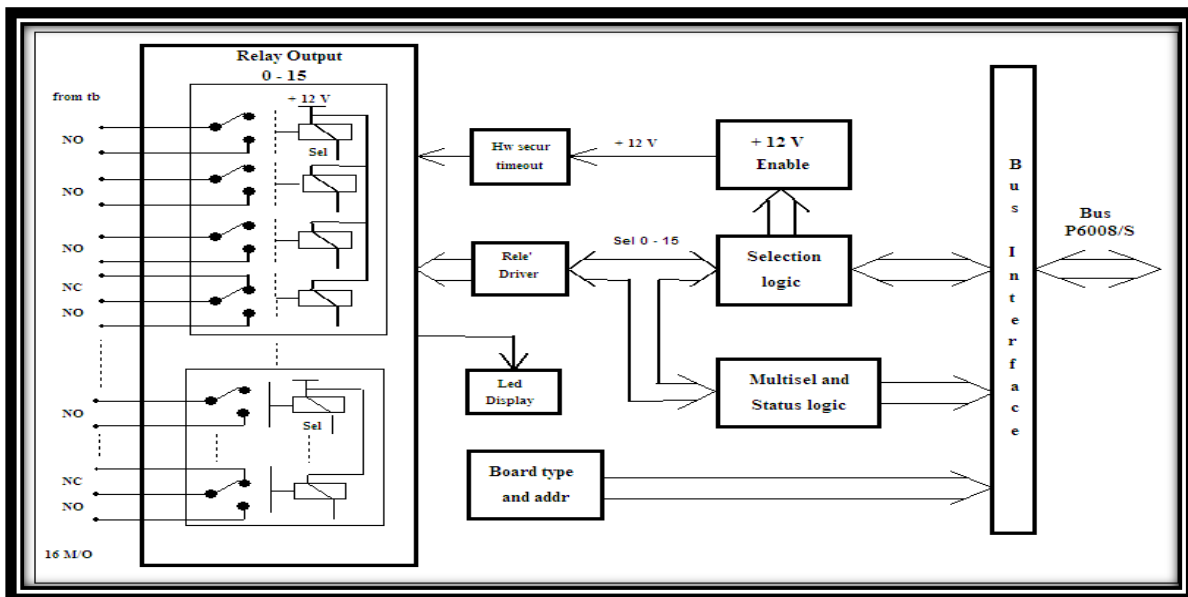 Relay Output
0 - 15
from tb
+ 12 V
NO
Sel
NO
NO
NC
NO
NO
Sel
NC
NO
16 M/O
Hw secur
timeout
+ 12 V
+ 12 V
Enable
Rele' Driver
Sel 0 - 15
Selection
logic
Led
Display
Multisel and
Status logic
Board type
and addr
Bus Interface
Bus
P6008/S